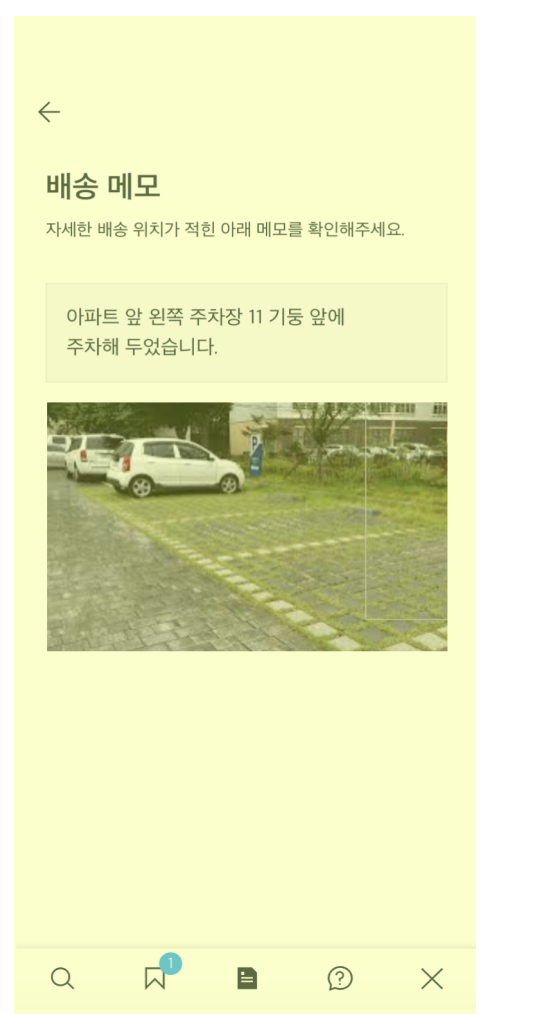 배송 메모
자세한 배송 위치가 적힌 아래 메모를 확인해주세요.
아파트 앞 왼쪽 주차장 11 기둥 앞에
주차해 두었습니다.
P
1